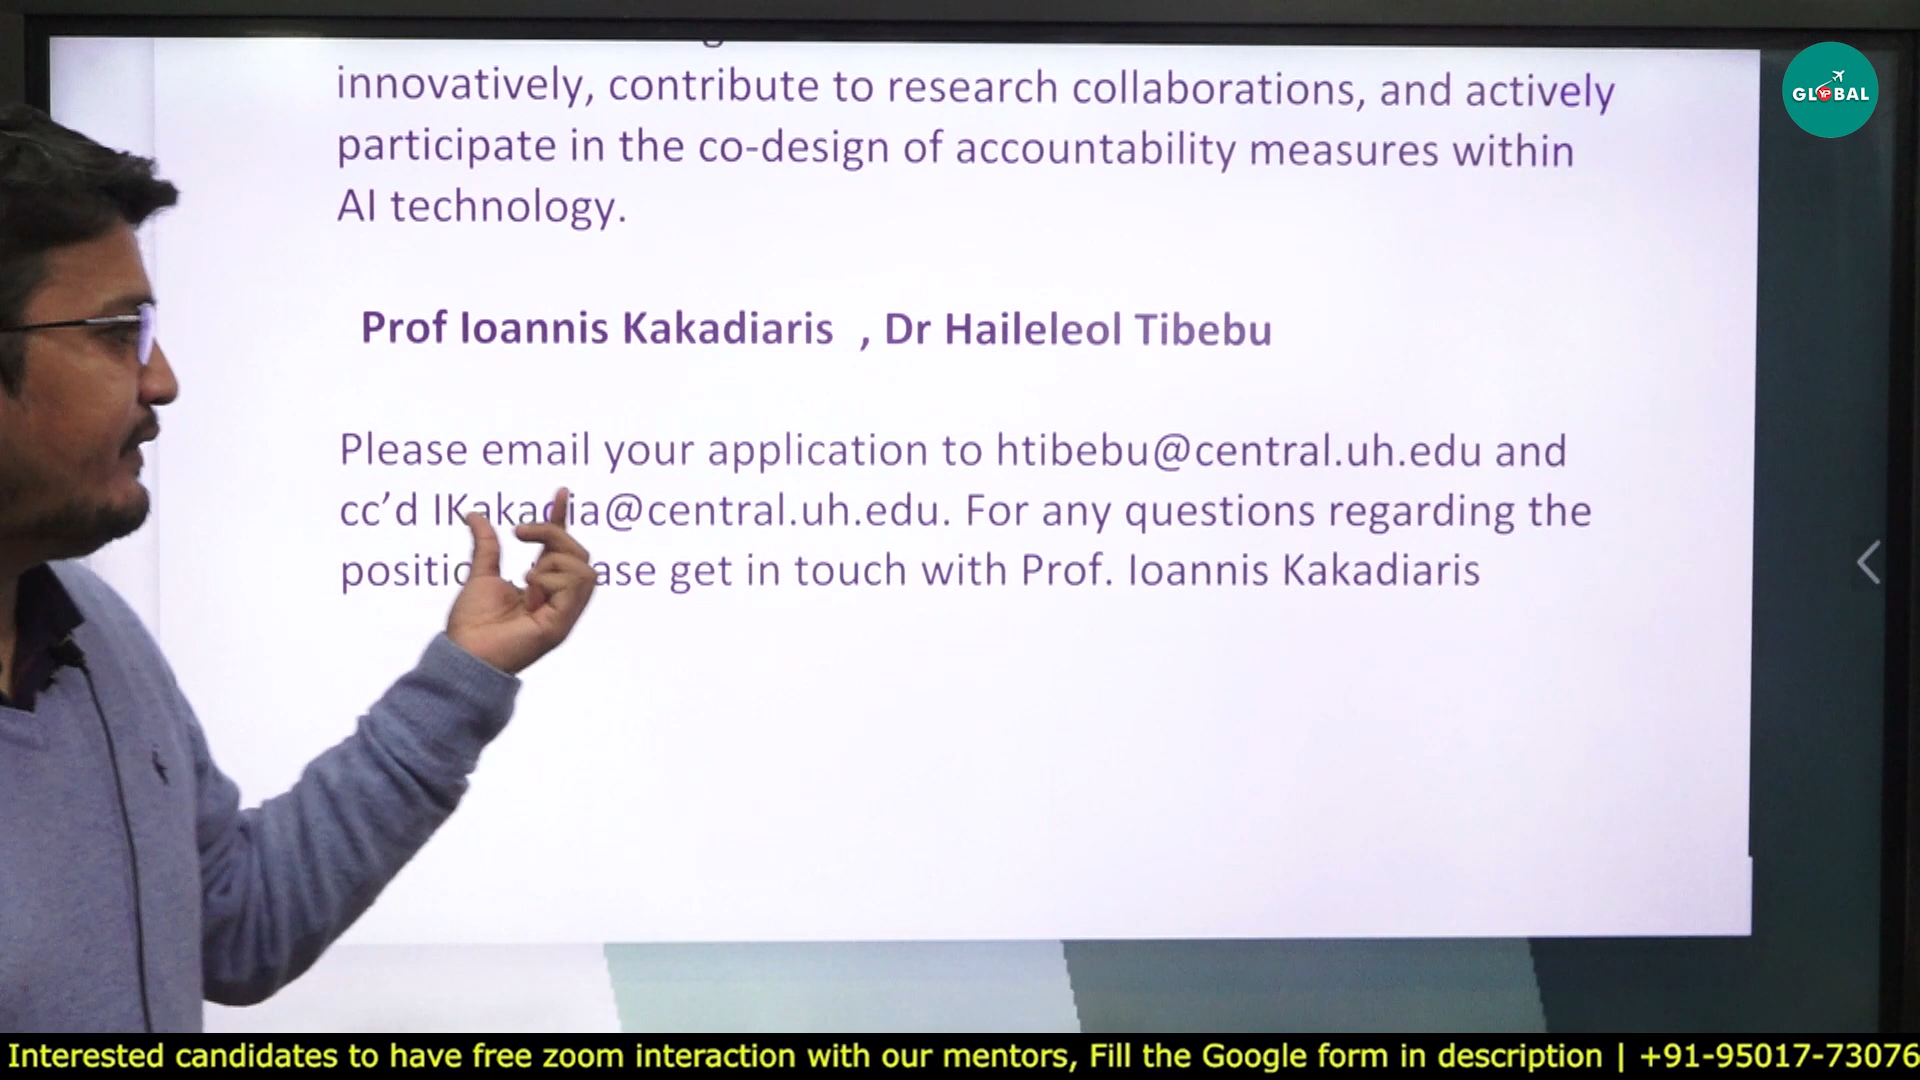 innovatively, contribute to research collaborations, and actively
participate in the co-design of accountability measures within
AI technology.
Prof Ioannis Kakadiaris , Dr Haileleol Tibebu
Please email your application to htibebu@central.uh.edu and
cc’d IKakadia@central.uh.edu. For any questions regarding the
get in touch with Prof. Ioannis Kakadiaris
GLOBAL
YP
Interested candidates to have free zoom interaction with our mentors, Fill the Google form in description | +91-95017-73076